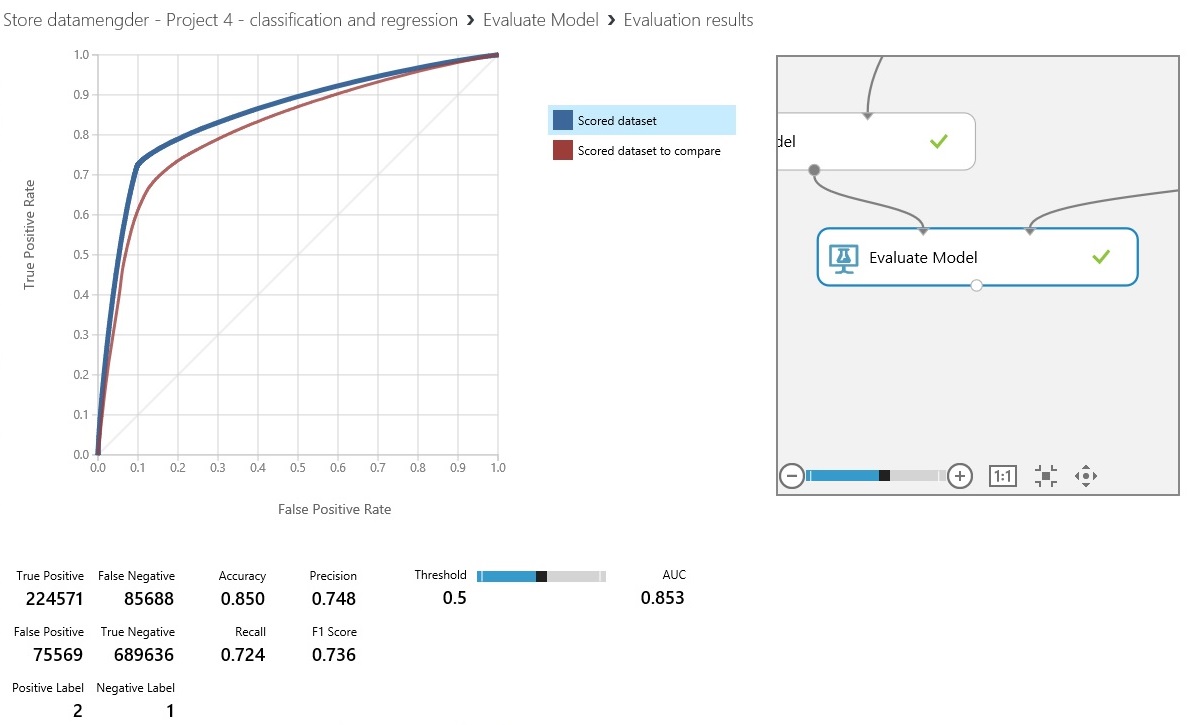 Store datamengder - Project 4 - classification and regression › Evaluate Model › Evaluation results
1.0
0.9
0.8
0.7
0.6
0.5
0.4
0.3
0.2
0.1
0.0
True Positive Rate
0.0 0.1 0.2 0.3 0.4 0.5 0.6 0.7 0.8 0.9 1.0
False Positive Rate
Scored dataset
Scored dataset to compare
del
Evaluate Model
1:1
True Positive False Negative Accuracy Precision Threshold AUC
224571 85688 0.850 0.748 0.5 0.853
False Positive True Negative Recall F1 Score
75569 689636 0.724 0.736
Positive Label Negative Label
2 1